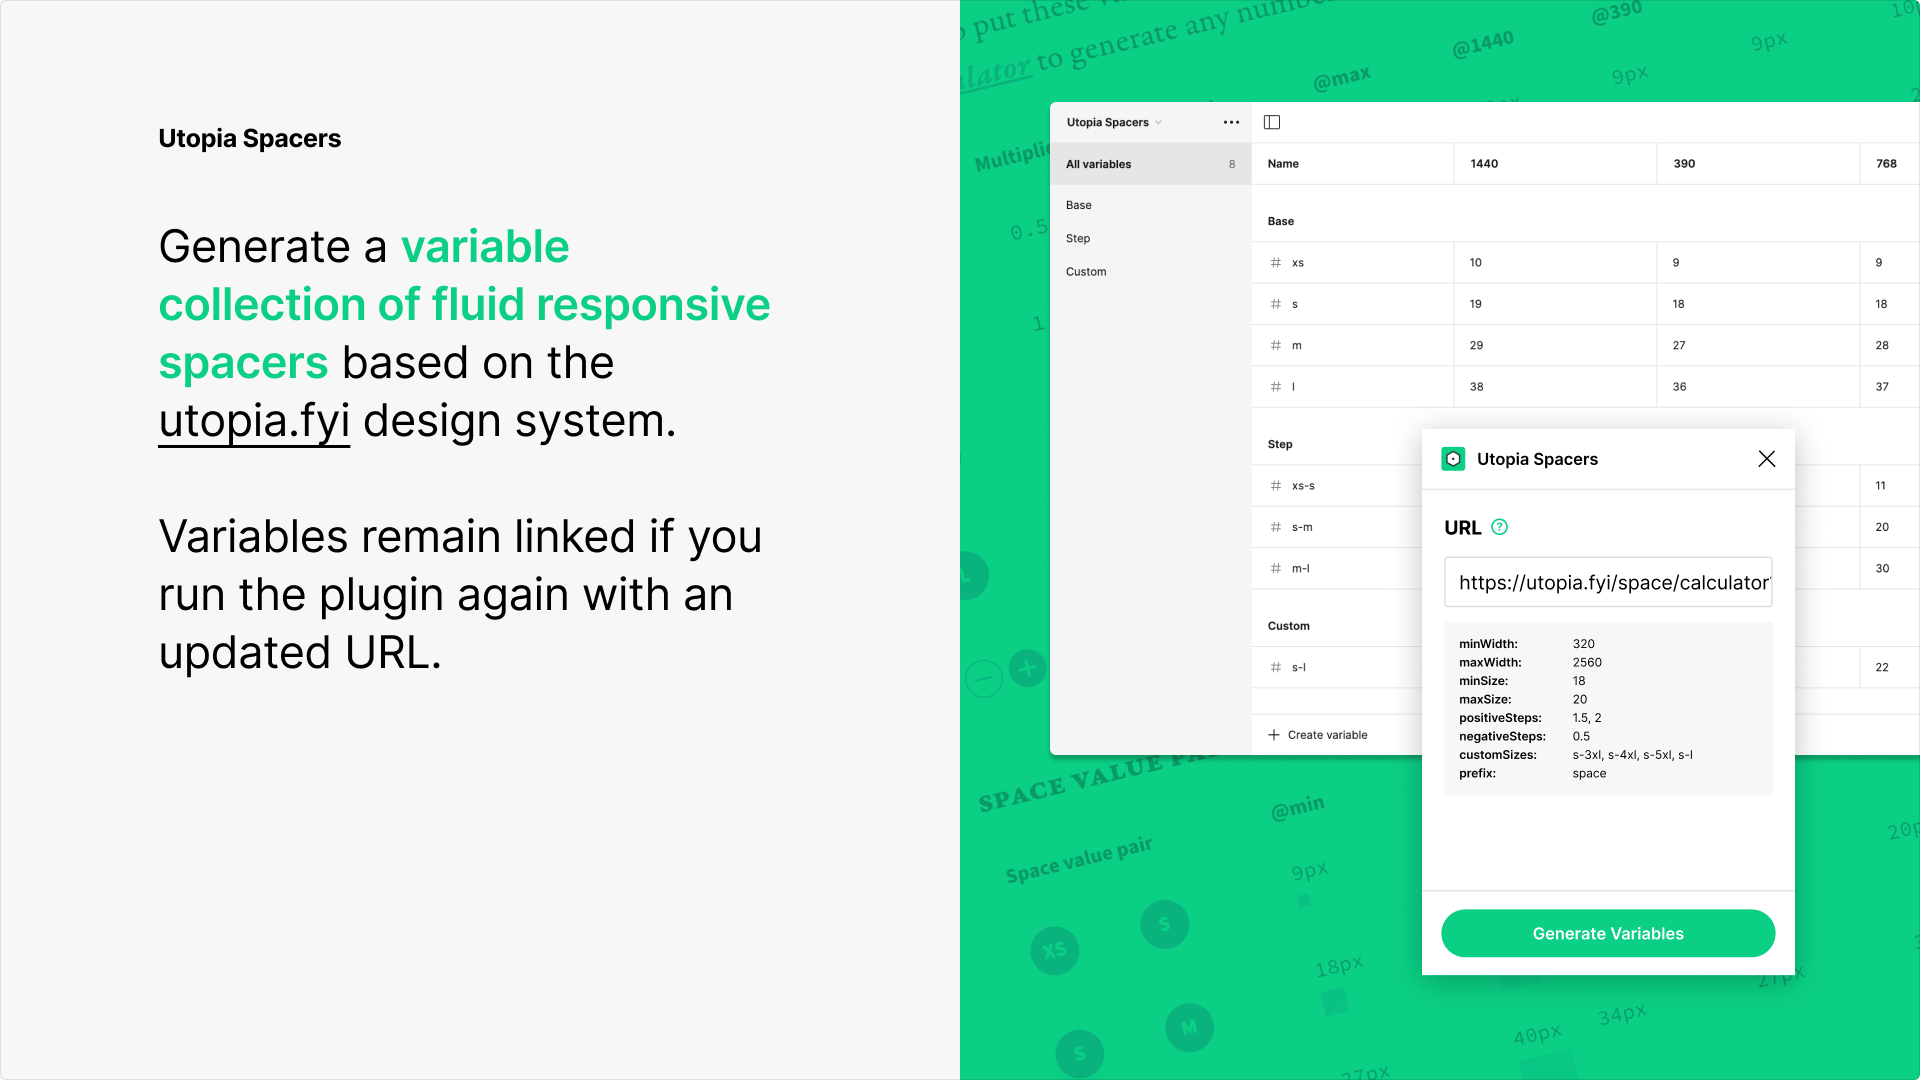 Utopia Spacers
Generate a variable
collection of fluid responsive
spacers based on the
utopia.fyi design system.
Variables remain linked if you
run the plugin again with an
updated URL.
put these
to generate any number
@max
@1440
@390
9px
9px
Multiplie
0.5
1
Utopia Spacers
All variables 8
Base
Step
Custom
Name 1440 390 768
Base
# xs 10 9 9
# s 19 18 18
# m 29 27 28
# l 38 36 37
Step
# xs-s 11
# s-m 20
# m-l 30
Custom
# s-l 22
+ Create variable
Utopia Spacers
URL ?
https://utopia.fyi/space/calculator
minWidth: 320
maxWidth: 2560
minSize: 18
maxSize: 20
positiveSteps: 1.5, 2
negativeSteps: 0.5
customSizes: s-3xl, s-4xl, s-5xl, s-l
prefix: space
Generate Variables
SPACE VALUE PA
@min
Space value pair
9px
XS
S
18px
S
M
27px
40px
34px
27px